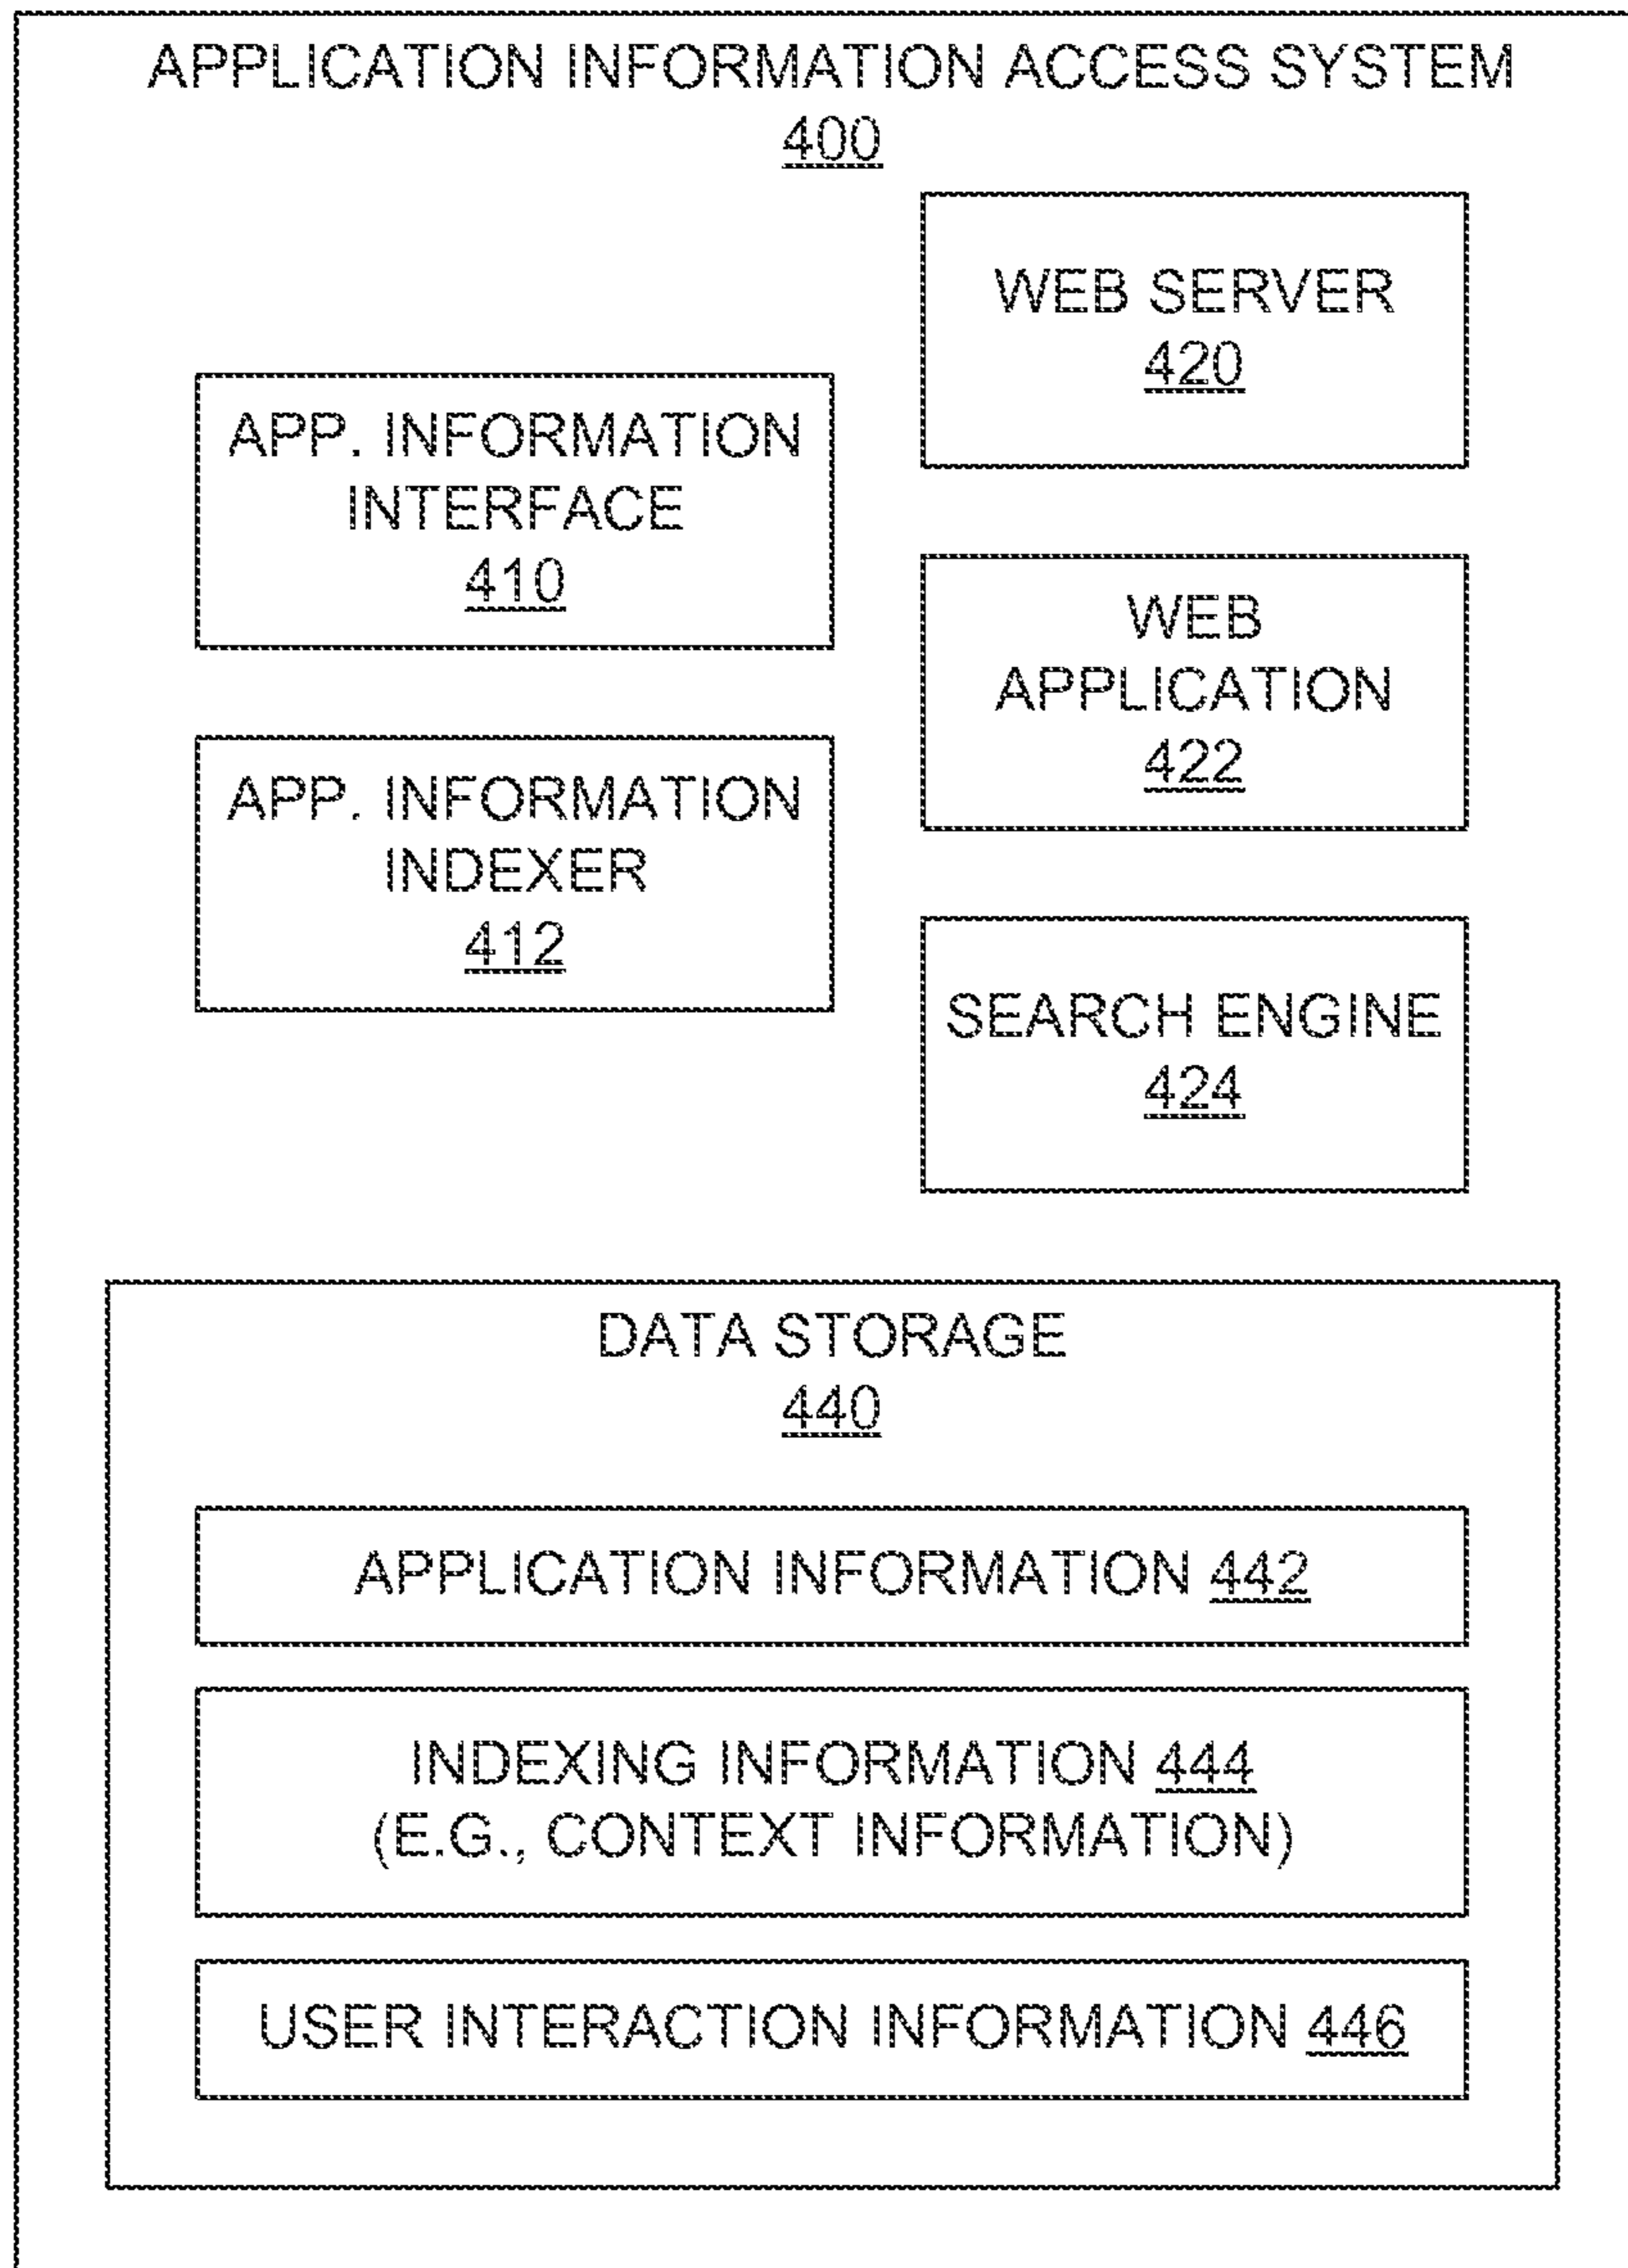 APPLICATION INFORMATION ACCESS SYSTEM
400
WEB SERVER
420
APP. INFORMATION
INTERFACE
410
WEB
APPLICATION
422
APP. INFORMATION
INDEXER
412
SEARCH ENGINE
424
DATA STORAGE
440
APPLICATION INFORMATION 442
INDEXING INFORMATION 444
(E.G., CONTEXT INFORMATION)
USER INTERACTION INFORMATION 446